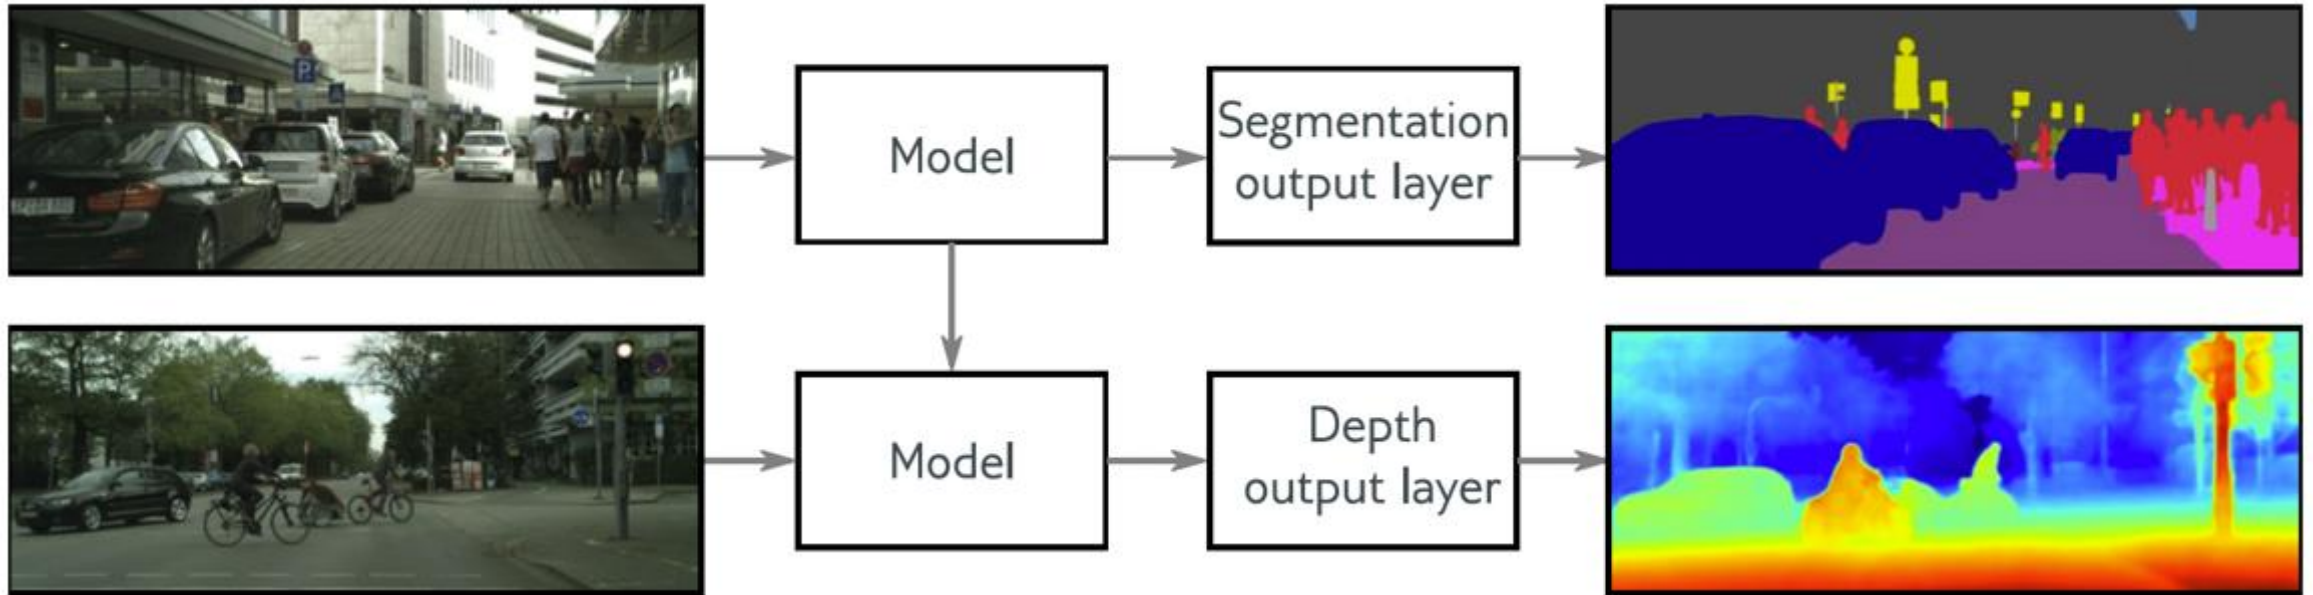 P
Model
Segmentation
output layer
Model
Depth
output layer